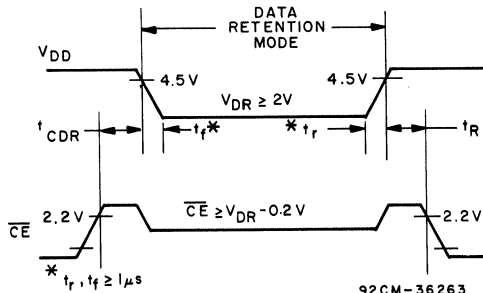 DATA
RETENTION
MODE
VDD
4.5V
4.5V
VDR ≥ 2V
tCDR
tf*
*tr
tR
2.2V
CE ≥ VDR -0.2V
2.2V
CE
* tr, tf ≥ 1μs
92CM-36263